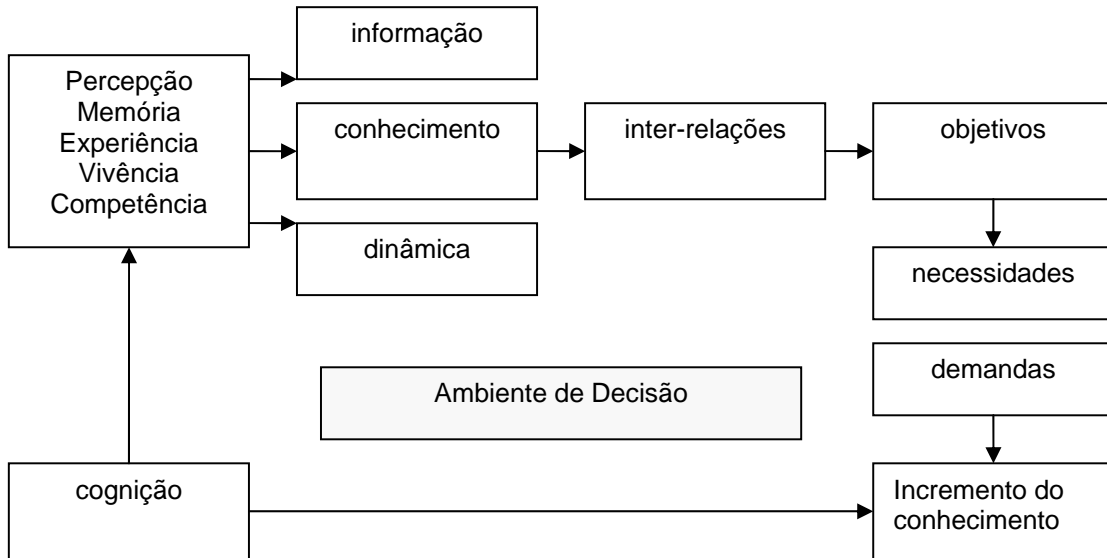 informação
Percepção
Memória
Experiência
Vivência
Competência
conhecimento
inter-relações
objetivos
dinâmica
necessidades
demandas
Ambiente de Decisão
cognição
Incremento do
conhecimento